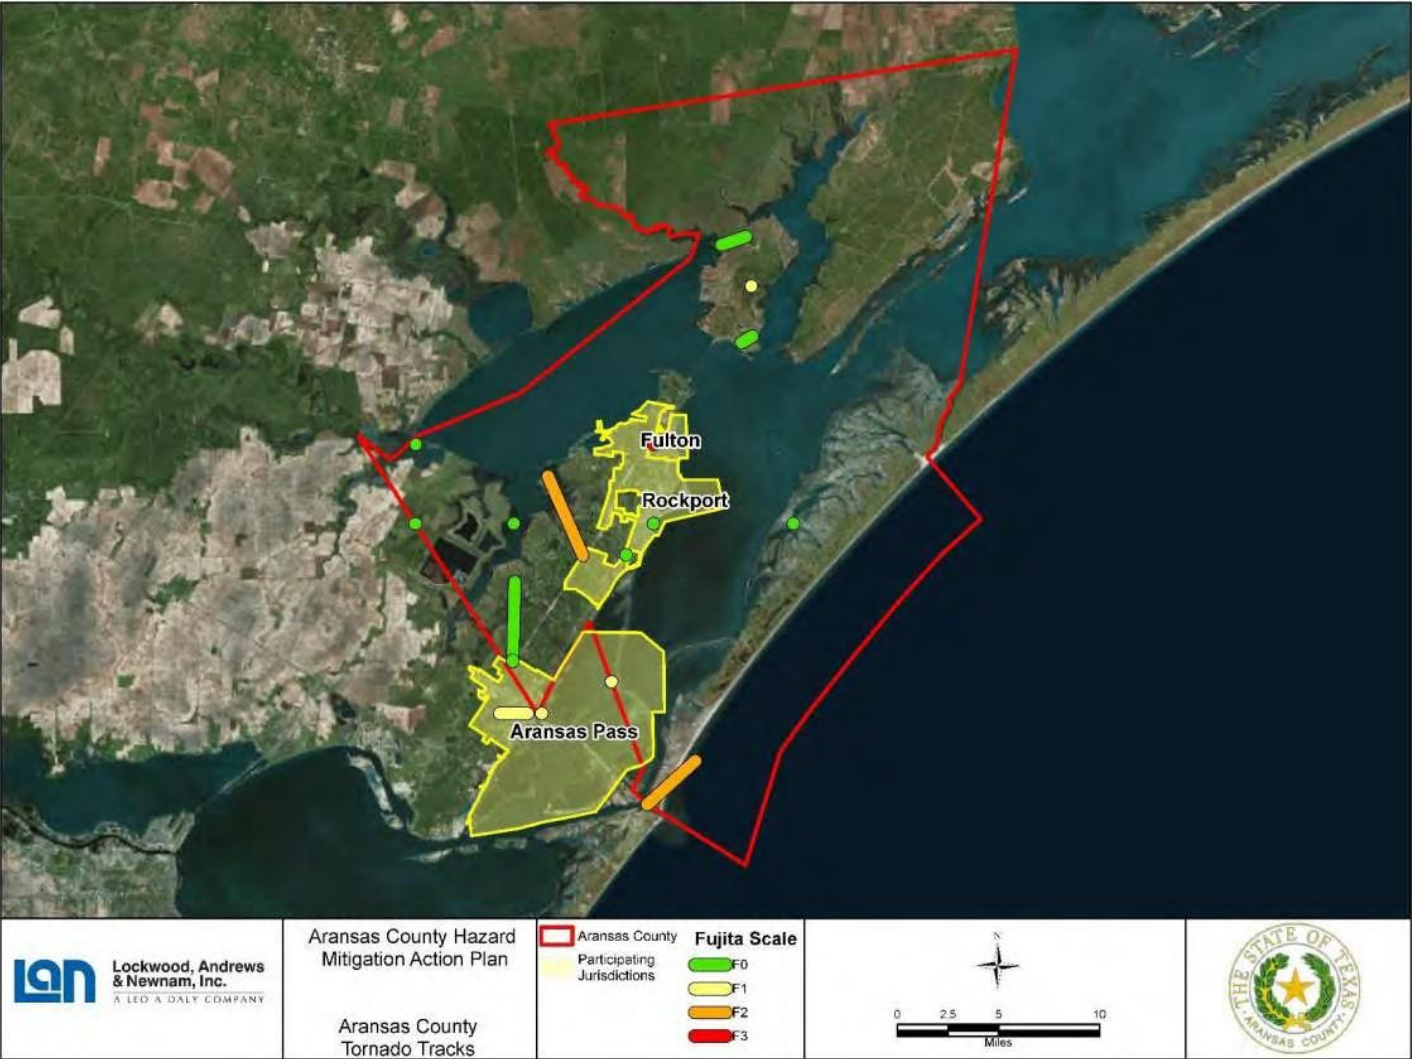 Fulton
Rockport
Aransas Pass
LAN
Lockwood, Andrews
& Newnam, Inc.
A LEO A DALY COMPANY
Aransas County Hazard
Mitigation Action Plan
Aransas County
Tornado Tracks
Aransas County
Participating
Jurisdictions
Fujita Scale
F0
F1
F2
F3
N
0 2.5 5 10
Miles
THE STATE OF TEXAS
ARANSAS COUNTY